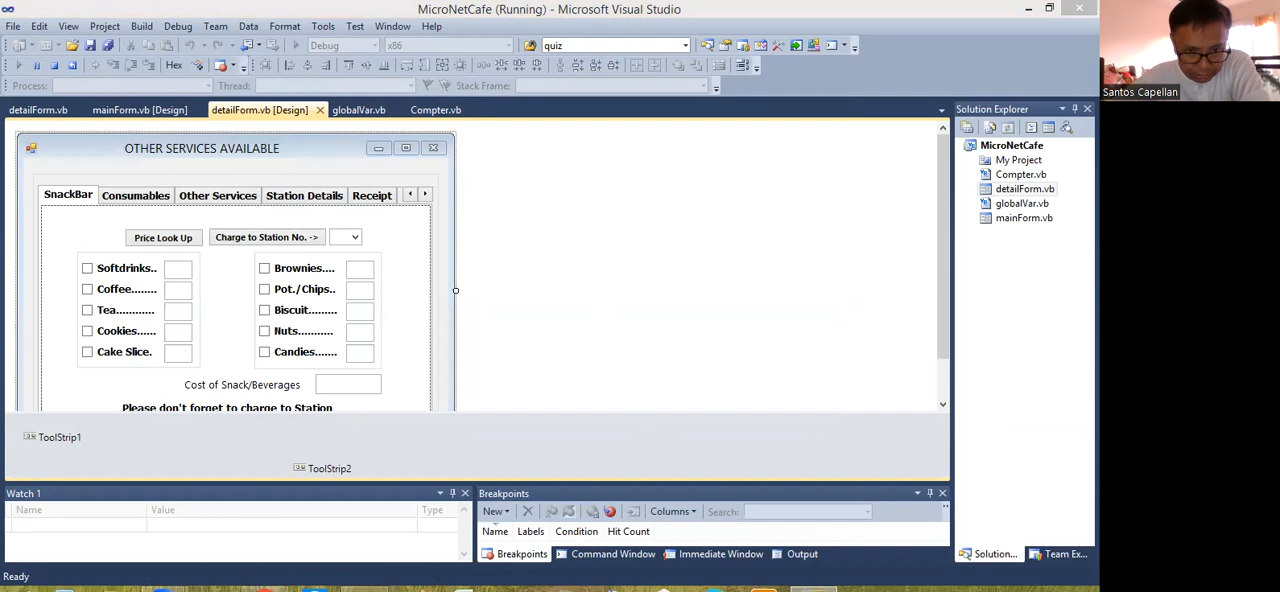 MicroNetCafe (Running) - Microsoft Visual Studio
File Edit View Project Build Debug Team Data Format Tools Test Window Help
Debug x86 quiz
Hex
Process: Thread: Stack Frame:
detailForm.vb mainForm.vb [Design] detailForm.vb [Design] globalVar.vb Compter.vb
Solution Explorer
MicroNetCafe
My Project
Compter.vb
detailForm.vb
globalVar.vb
mainForm.vb
OTHER SERVICES AVAILABLE
SnackBar Consumables Other Services Station Details Receipt
Price Look Up Charge to Station No. ->
Softdrinks.. Brownies....
Coffee........ Pot./Chips..
Tea............ Biscuit.........
Cookies...... Nuts...........
Cake Slice. Candies.......
Cost of Snack/Beverages
Please don't forget to charge to Station
ToolStrip1
ToolStrip2
Watch 1
Name Value Type
Breakpoints
New Columns Search:
Name Labels Condition Hit Count
Breakpoints Command Window Immediate Window Output
Solution... Team Ex...
Ready
Santos Capellan